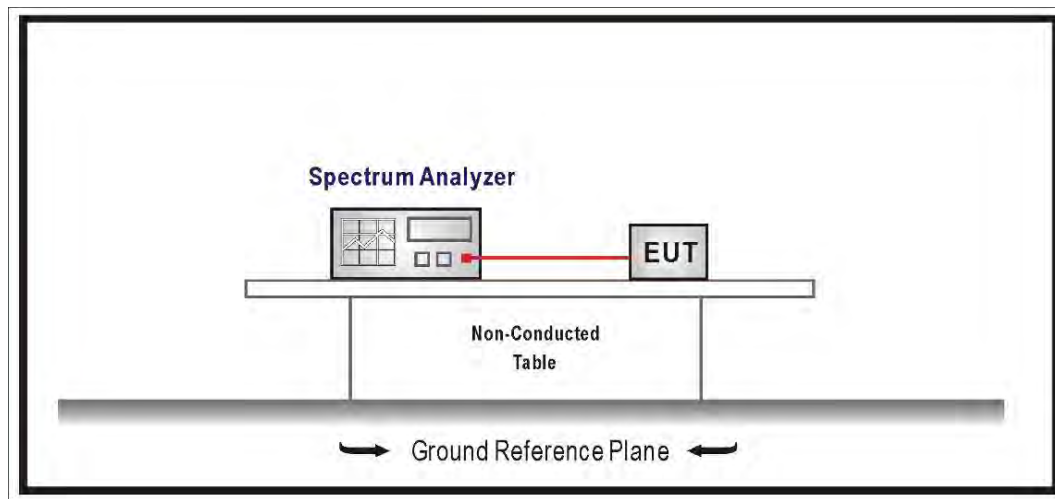 Spectrum Analyzer
EUT
Non-Conducted
Table
Ground Reference Plane